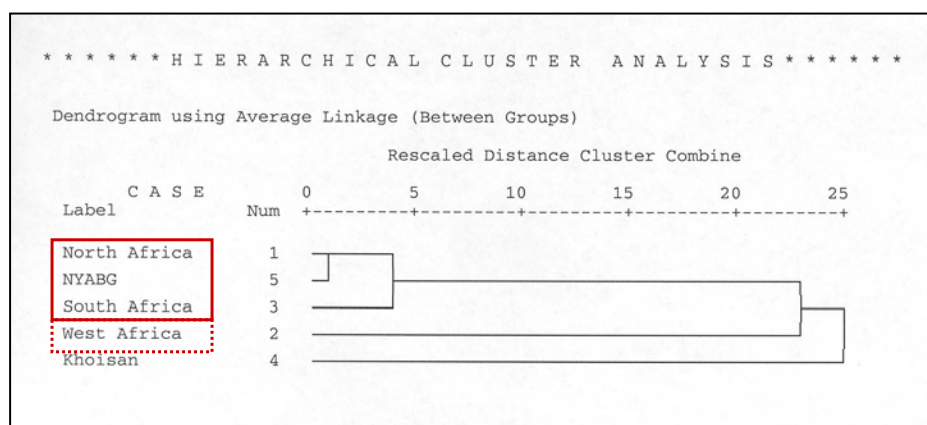 * * * * * * H I E R A R C H I C A L  C L U S T E R  A N A L Y S I S * * * * * *
Dendrogram using Average Linkage (Between Groups)
Rescaled Distance Cluster Combine
C A S E 0 5 10 15 20 25
Label Num +---------+---------+---------+---------+---------+
North Africa 1
NYABG 5
South Africa 3
West Africa 2
Khoisan 4